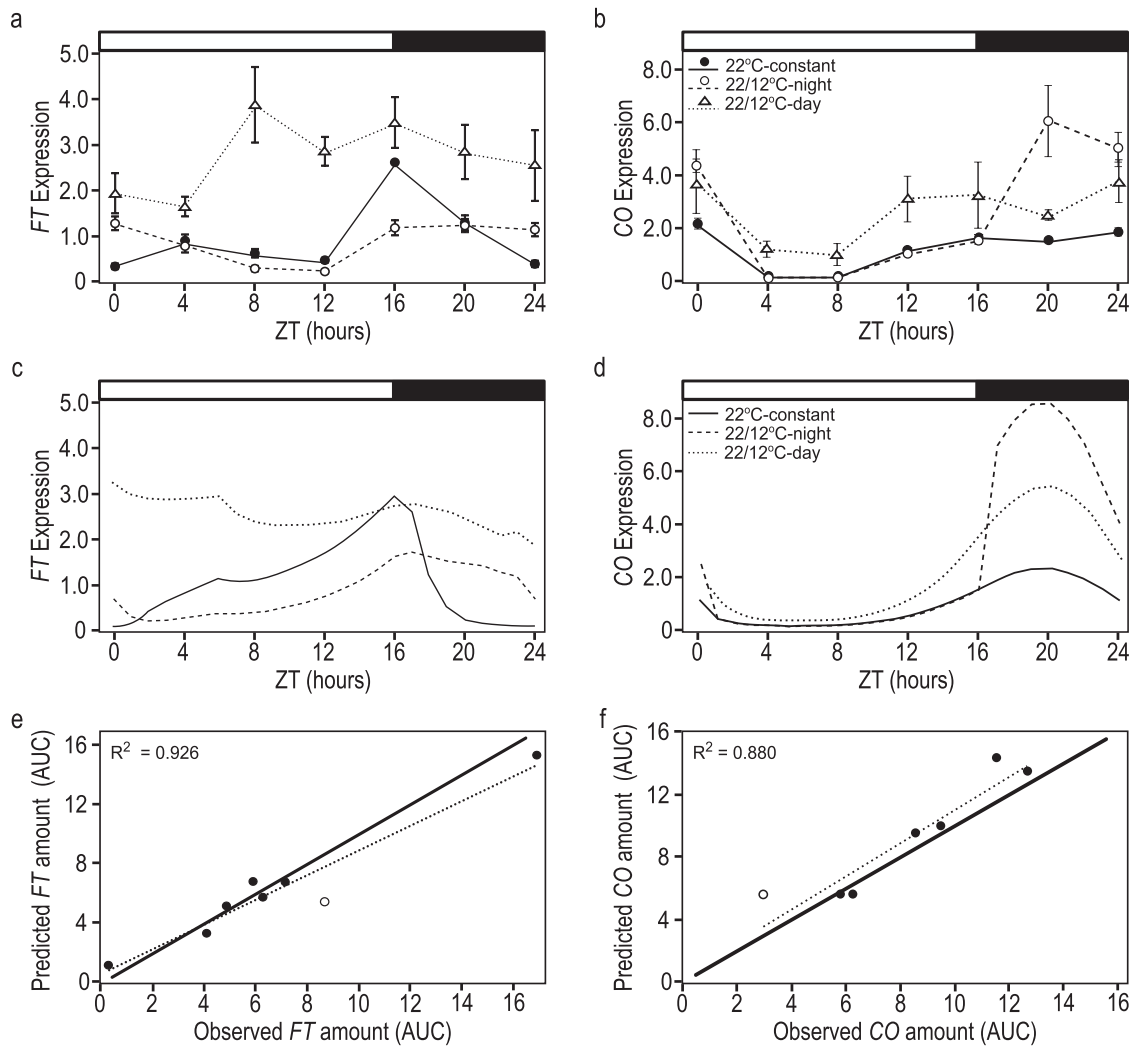 a
5.0
4.0
3.0
2.0
1.0
0
FT Expression
0 4 8 12 16 20 24
ZT (hours)
b
22°C-constant
22/12°C-night
22/12°C-day
8.0
6.0
4.0
2.0
0
CO Expression
0 4 8 12 16 20 24
ZT (hours)
c
5.0
4.0
3.0
2.0
1.0
0
FT Expression
0 4 8 12 16 20 24
ZT (hours)
d
22°C-constant
22/12°C-night
22/12°C-day
8.0
6.0
4.0
2.0
0
CO Expression
0 4 8 12 16 20 24
ZT (hours)
e
R² = 0.926
16
12
8
4
0
Predicted FT amount (AUC)
0 2 4 6 8 10 12 14 16
Observed FT amount (AUC)
f
R² = 0.880
16
12
8
4
0
Predicted CO amount (AUC)
0 2 4 6 8 10 12 14 16
Observed CO amount (AUC)